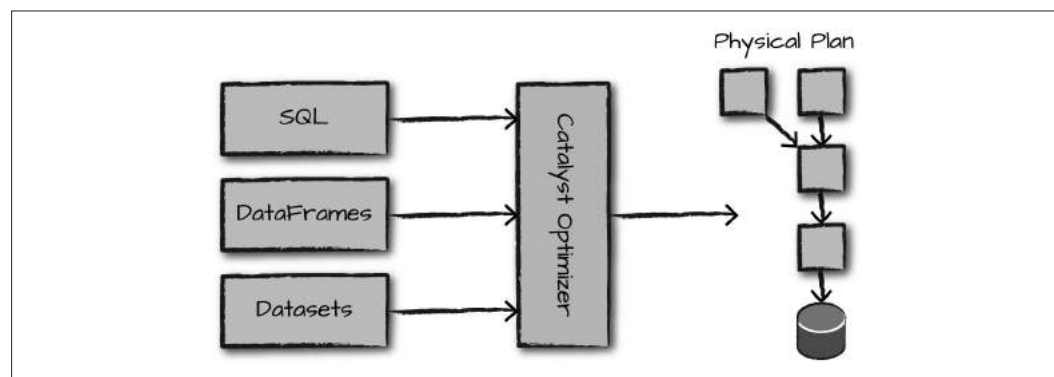 SQL
DataFrames
Datasets
Catalyst Optimizer
Physical Plan